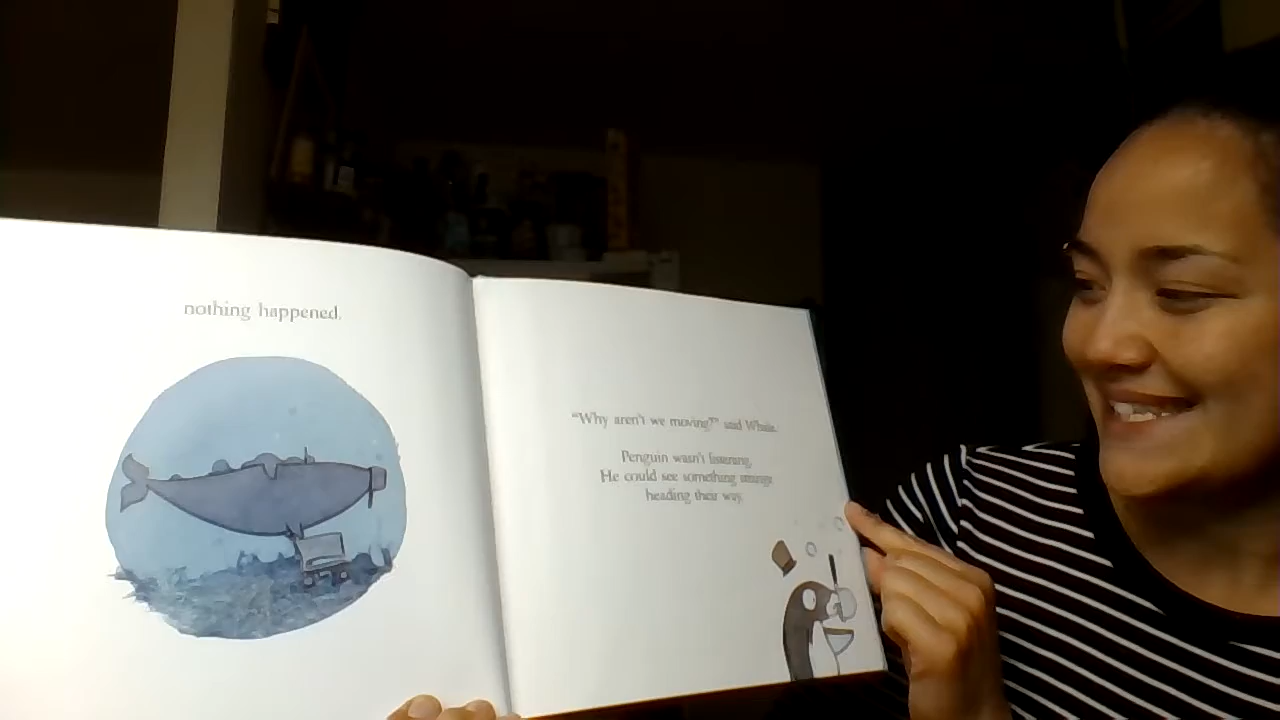 nothing happened.
"Why aren't we moving?" said Whale.
Penguin wasn't listening.
He could see something strange
heading their way.